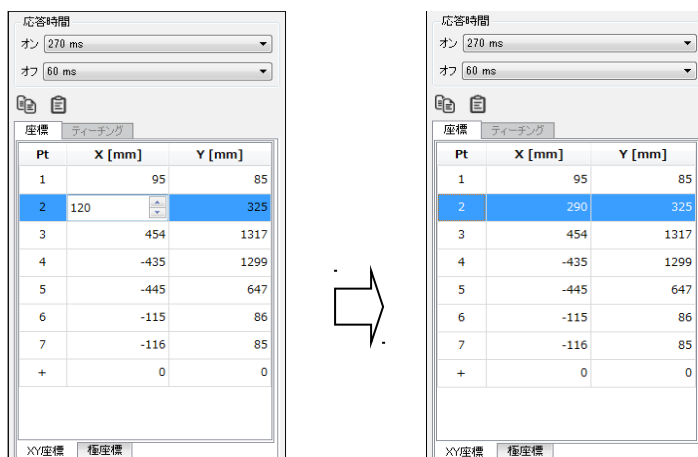 応答時間
オン 270 ms
オフ 60 ms
座標 ティーチング
Pt X [mm] Y [mm]
1 95 85
2 120 325
3 454 1317
4 -435 1299
5 -445 647
6 -115 86
7 -116 85
+ 0 0
XY座標 極座標
応答時間
オン 270 ms
オフ 60 ms
座標 ティーチング
Pt X [mm] Y [mm]
1 95 85
2 290 325
3 454 1317
4 -435 1299
5 -445 647
6 -115 86
7 -116 85
+ 0 0
XY座標 極座標